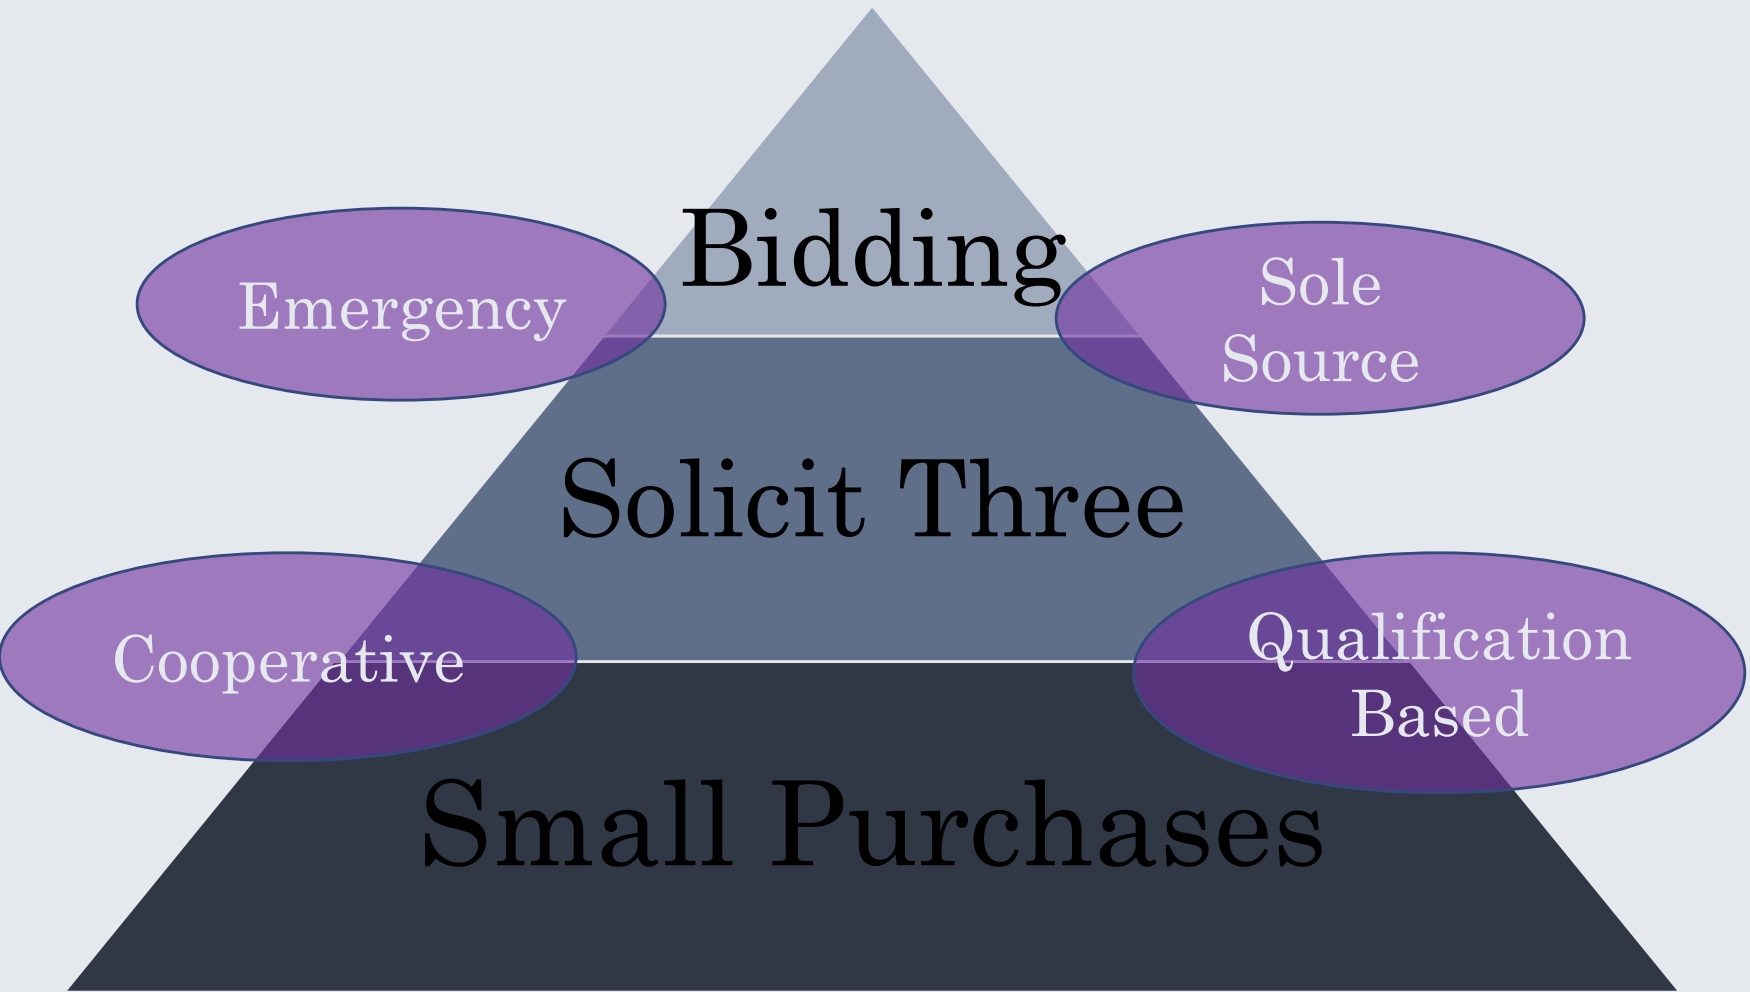 Bidding
Emergency
Sole
Source
Solicit Three
Cooperative
Qualification
Based
Small Purchases